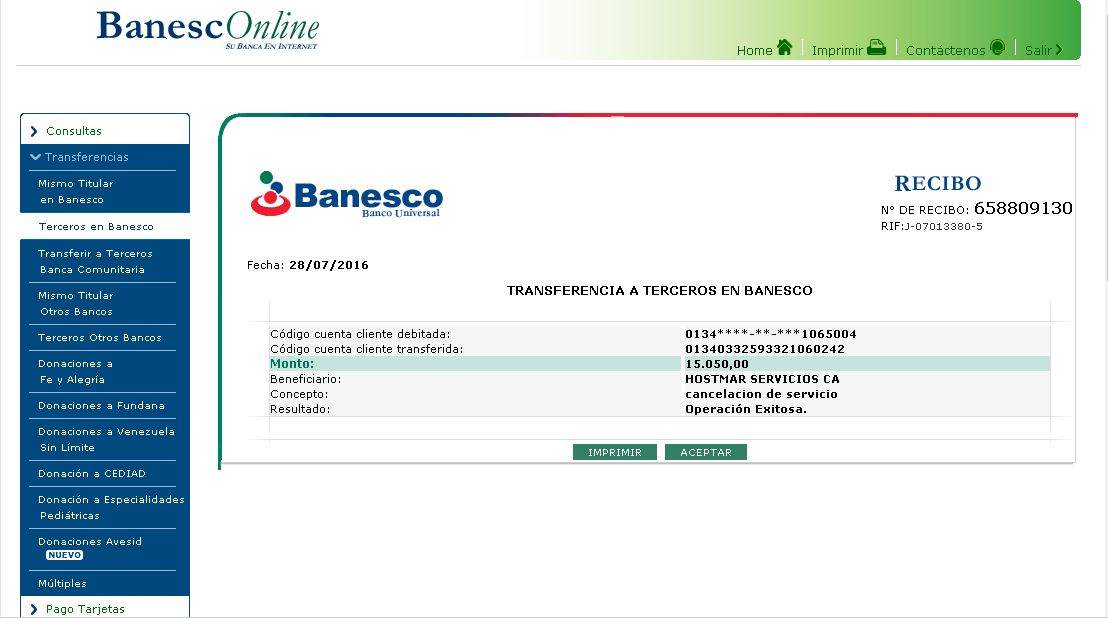 BanescOnline
SU BANCA EN INTERNET
Home
Imprimir
Contáctenos
Salir
Consultas
Transferencias
Mismo Titular
en Banesco
Terceros en Banesco
Transferir a Terceros
Banca Comunitaria
Mismo Titular
Otros Bancos
Terceros Otros Bancos
Donaciones a
Fe y Alegría
Donaciones a Fundana
Donaciones a Venezuela
Sin Límite
Donación a CEDIAD
Donación a Especialidades
Pediátricas
Donaciones Avesid
NUEVO
Múltiples
Pago Tarjetas
Banesco
Banco Universal
RECIBO
N° DE RECIBO: 658809130
RIF:J-07013380-5
Fecha: 28/07/2016
TRANSFERENCIA A TERCEROS EN BANESCO
Código cuenta cliente debitada: 0134****-**-***1065004
Código cuenta cliente transferida: 01340332593321060242
Monto: 15.050,00
Beneficiario: HOSTMAR SERVICIOS CA
Concepto: cancelacion de servicio
Resultado: Operación Exitosa.
IMPRIMIR
ACEPTAR